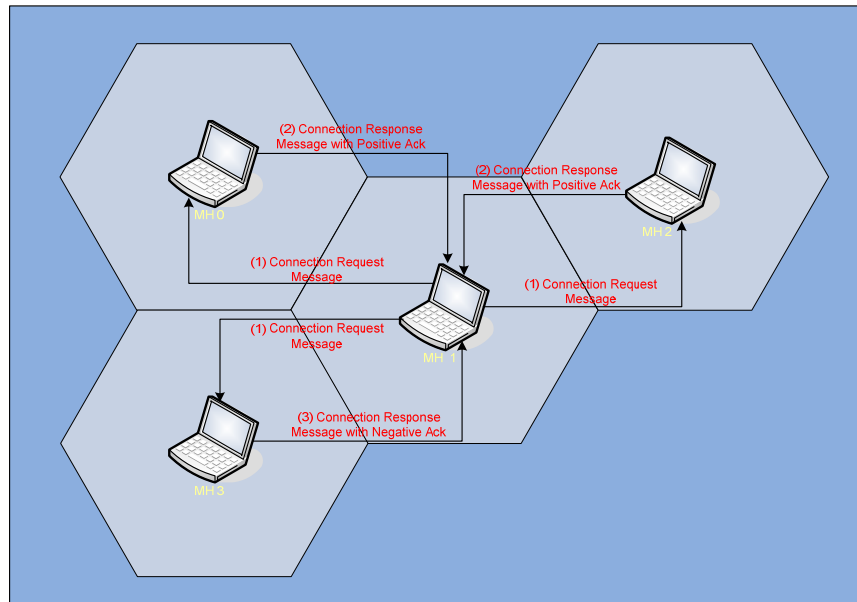 (2) Connection Response
Message with Positive Ack
(2) Connection Response
Message with Positive Ack
MH 0
MH 2
(1) Connection Request
Message
(1) Connection Request
Message
(1) Connection Request
Message
MH 1
(3) Connection Response
Message with Negative Ack
MH 3